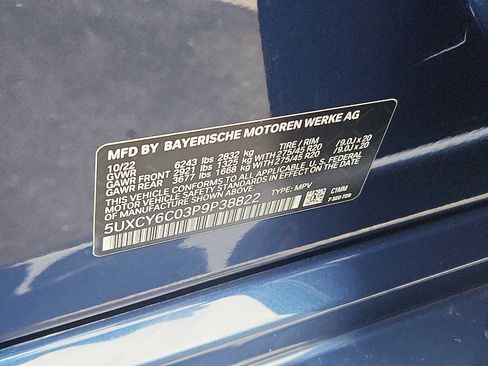 MFD BY BAYERISCHE MOTOREN WERKE AG
10/22 TIRE / RIM
GVWR 6243 lbs 2832 kg
GAWR FRONT 2921 lbs 1325 kg WITH 275/45 R20 /9.0J x 20
GAWR REAR 3677 lbs 1668 kg WITH 275/45 R20 /9.0J x 20
THIS VEHICLE CONFORMS TO ALL APPLICABLE U.S. FEDERAL
MOTOR VEHICLE SAFETY STANDARDS IN EFFECT ON THE DATE OF
MANUFACTURE SHOWN ABOVE.
5UXCY6C03P9P38822 TYPE: MPV
C1MM